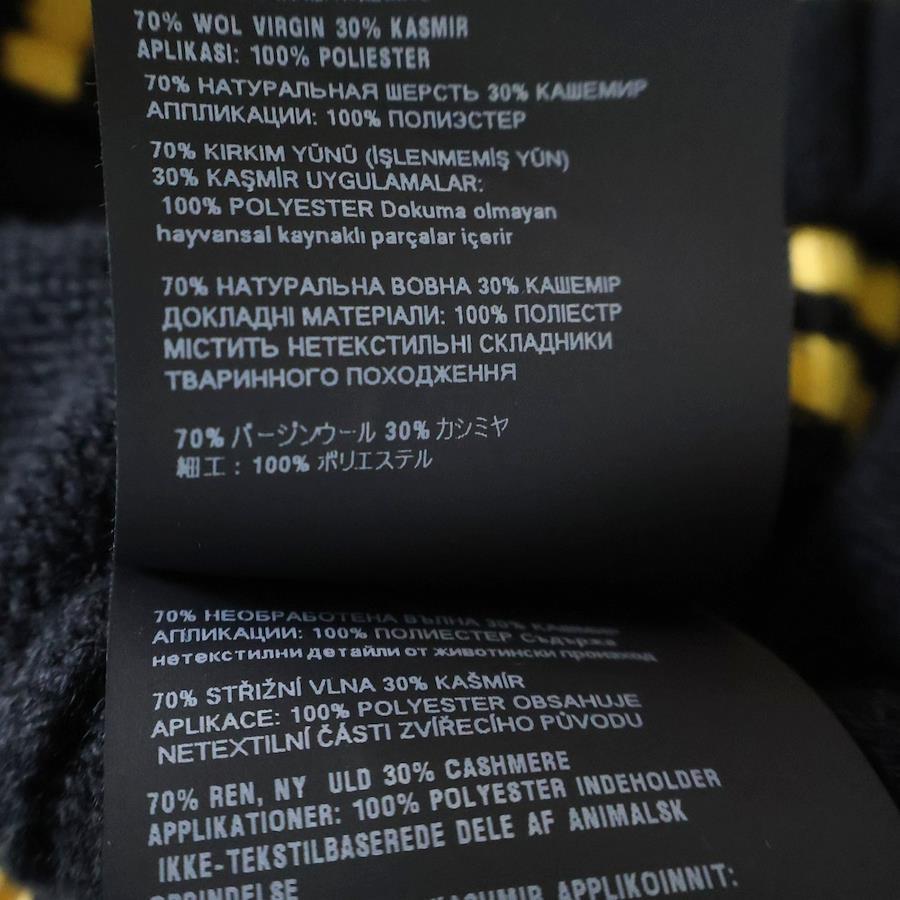 70% WOL VIRGIN 30% KASMIR
APLIKASI: 100% POLIESTER
70% НАТУРАЛЬНАЯ ШЕРСТЬ 30% КАШЕМИР
АППЛИКАЦИИ: 100% ПОЛИЭСТЕР
70% KIRKIM YÜNÜ (İŞLENMEMİŞ YÜN)
30% KAŞMİR UYGULAMALAR:
100% POLYESTER Dokuma olmayan
hayvansal kaynaklı parçalar içerir
70% НАТУРАЛЬНА ВОВНА 30% КАШЕМІР
ДОКЛАДНІ МАТЕРІАЛИ: 100% ПОЛІЕСТР
МІСТИТЬ НЕТЕКСТИЛЬНІ СКЛАДНИКИ
ТВАРИННОГО ПОХОДЖЕННЯ
70% バージンウール 30% カシミヤ
細工：100% ポリエステル
70% НЕОБРАБОТЕНА ВЪЛНА 30% КАШМИР
АПЛИКАЦИИ: 100% ПОЛИЕСТЕР Съдържа
нетекстилни детайли от животински произход
70% STŘIŽNÍ VLNA 30% KAŠMÍR
APLIKACE: 100% POLYESTER OBSAHUJE
NETEXTILNÍ ČÁSTI ZVÍŘECÍHO PŮVODU
70% REN, NY ULD 30% CASHMERE
APPLIKATIONER: 100% POLYESTER INDEHOLDER
IKKE-TEKSTILBASEREDE DELE AF ANIMALSK
OPRINDELSE
KASHMIR APPLIKOINNIT: